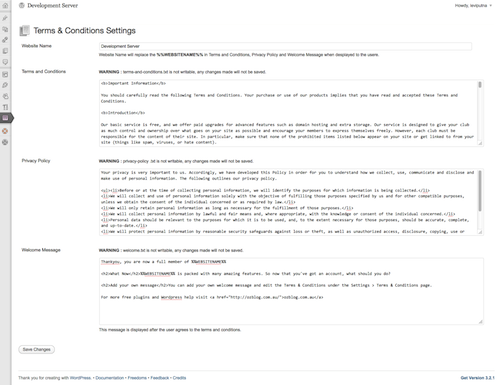 Development Server
Howdy, levijputna
Terms & Conditions Settings
Website Name
Development Server
Website Name will replace the %%WEBSITENAME%% in Terms and Conditions, Privacy Policy and Welcome Message when desplayed to the users.
Terms and Conditions
WARNING : terms-and-conditions.txt is not writable, any changes made will not be saved.
<b>Important Information</b>
You should carefully read the following Terms and Conditions. Your purchase or use of our products implies that you have read and accepted these Terms and
Conditions.
<b>Introduction</b>
Our basic service is free, and we offer paid upgrades for advanced features such as domain hosting and extra storage. Our service is designed to give your club
as much control and ownership over what goes on your site as possible and encourage your members to express themselves freely. However, each club must be
responsible for the content of their site. In particular, make sure that none of the prohibited items listed below appear on your site or get linked to from your
site (things like spam, viruses, or hate content).
Privacy Policy
WARNING : privacy-policy .txt is not writable, any changes made will not be saved.
Your privacy is very important to us. Accordingly, we have developed this Policy in order for you to understand how we collect, use, communicate and disclose and
make use of personal information. The following outlines our privacy policy.
<ul><li>Before or at the time of collecting personal information, we will identify the purposes for which information is being collected.</li>
<li>We will collect and use of personal information solely with the objective of fulfilling those purposes specified by us and for other compatible purposes,
unless we obtain the consent of the individual concerned or as required by law.</li>
<li>We will only retain personal information as long as necessary for the fulfillment of those purposes.</li>
<li>We will collect personal information by lawful and fair means and, where appropriate, with the knowledge or consent of the individual concerned.</li>
<li>Personal data should be relevant to the purposes for which it is to be used, and, to the extent necessary for those purposes, should be accurate, complete,
and up-to-date.</li>
<li>We will protect personal information by reasonable security safeguards against loss or theft, as well as unauthorized access, disclosure, copying, use or
Welcome Message
WARNING : welcome.txt is not writable, any changes made will not be saved.
Thankyou, you are now a full member of %%WEBSITENAME%%
<h2>What Now</h2>%%WEBSITENAME%% is packed with many amazing features. so now that you've got an account, what should you do?
<h2>Add your own message</h2>You can add your own welcome message and edit the Terms & Conditions under the Settings > Terms & Conditions page.
For more free plugins and Wordpress help visit <a href="http://ozblog.com.au/">ozblog.com.au</a>
This message is displayed after the user agrees to the terms and conditions.
Save Changes
Thank you for creating with WordPress. • Documentation • Freedoms • Feedback • Credits
Get Version 3.2.1